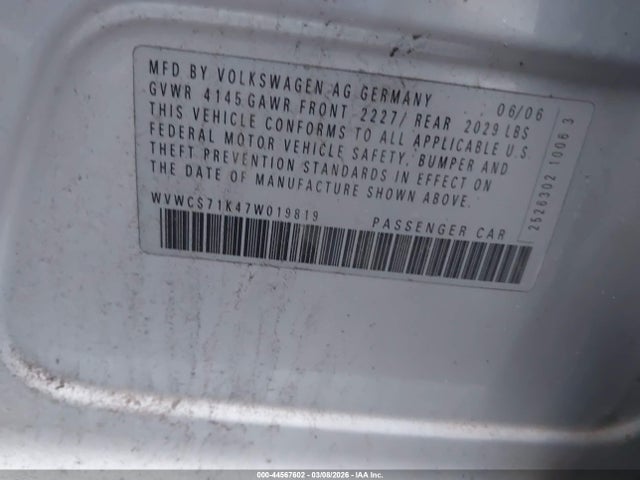 MFD BY VOLKSWAGEN AG GERMANY 06/06
GVWR 4145 GAWR FRONT 2227/ REAR 2029 LBS
THIS VEHICLE CONFORMS TO ALL APPLICABLE U.S.
FEDERAL MOTOR VEHICLE SAFETY, BUMPER AND
THEFT PREVENTION STANDARDS IN EFFECT ON
THE DATE OF MANUFACTURE SHOWN ABOVE.
WVWCS71K47W019819 PASSENGER CAR
2526302 10063
000-44567602 - 03/08/2026 - IAA Inc.